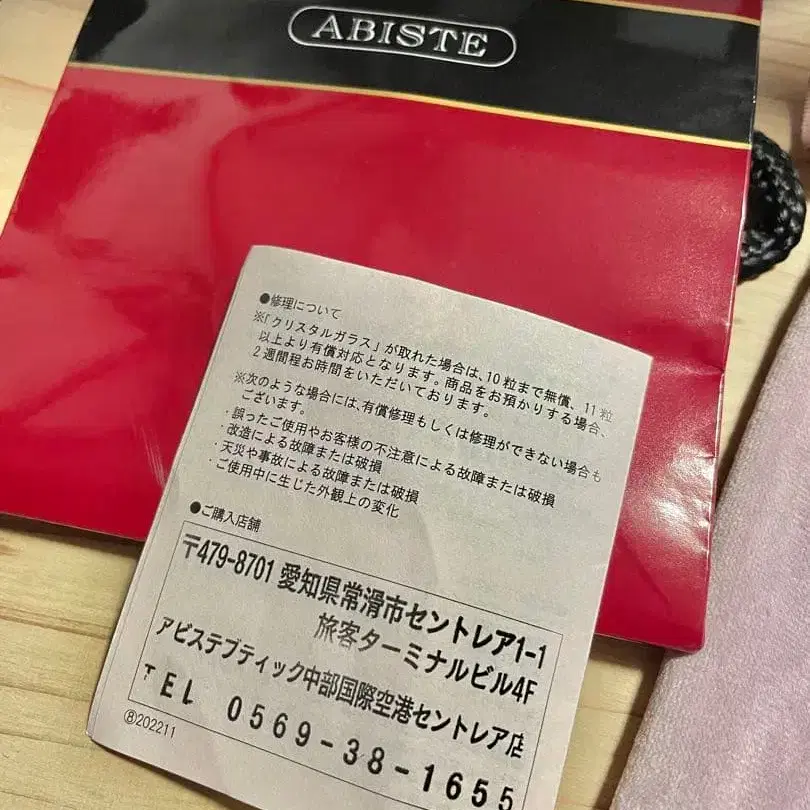 ABISTE
●修理について
※「クリスタルガラス」が取れた場合は、10粒まで無償、11粒
以上より有償対応となります。商品をお預かりする場合、
2週間程お時間をいただいております。
※次のような場合には、有償修理もしくは修理ができない場合も
ございます。
・誤ったご使用やお客様の不注意による故障または破損
・改造による故障または破損
・天災や事故による故障または破損
・ご使用中に生じた外観上の変化
●ご購入店舗
〒479-8701 愛知県常滑市セントレア1-1
旅客ターミナルビル4F
アビステブティック中部国際空港セントレア店
TEL 0569-38-1655
⑧202211